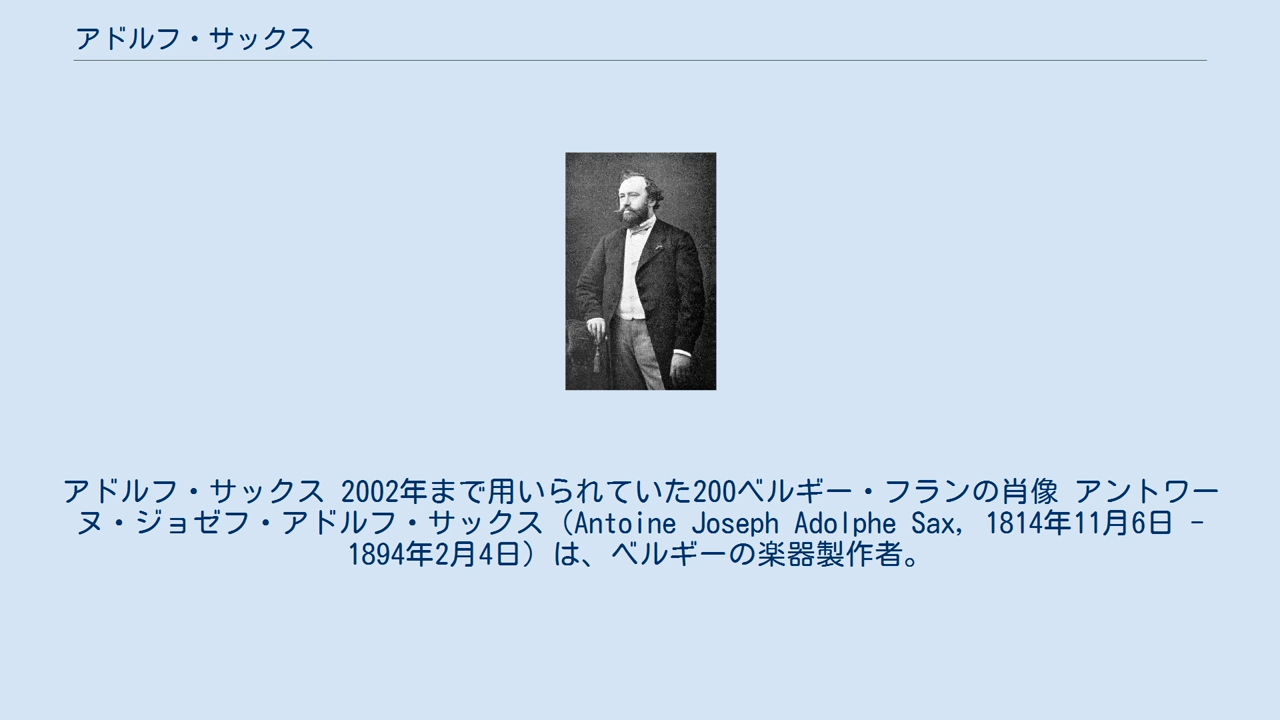 アドルフ・サックス
アドルフ・サックス 2002年まで用いられていた200ベルギー・フランの肖像 アントワー
ヌ・ジョゼフ・アドルフ・サックス（Antoine Joseph Adolphe Sax, 1814年11月6日 -
1894年2月4日）は、ベルギーの楽器製作者。